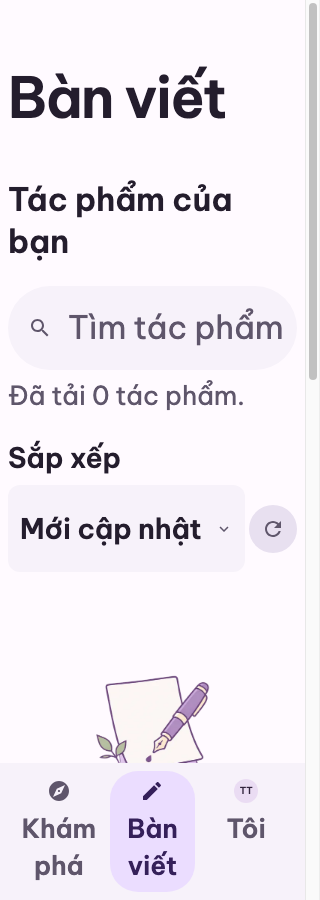 Bàn viết
Tác phẩm của
bạn
Tìm tác phẩm
Đã tải 0 tác phẩm.
Sắp xếp
Mới cập nhật
Khám
phá
Bàn
viết
TT
Tôi